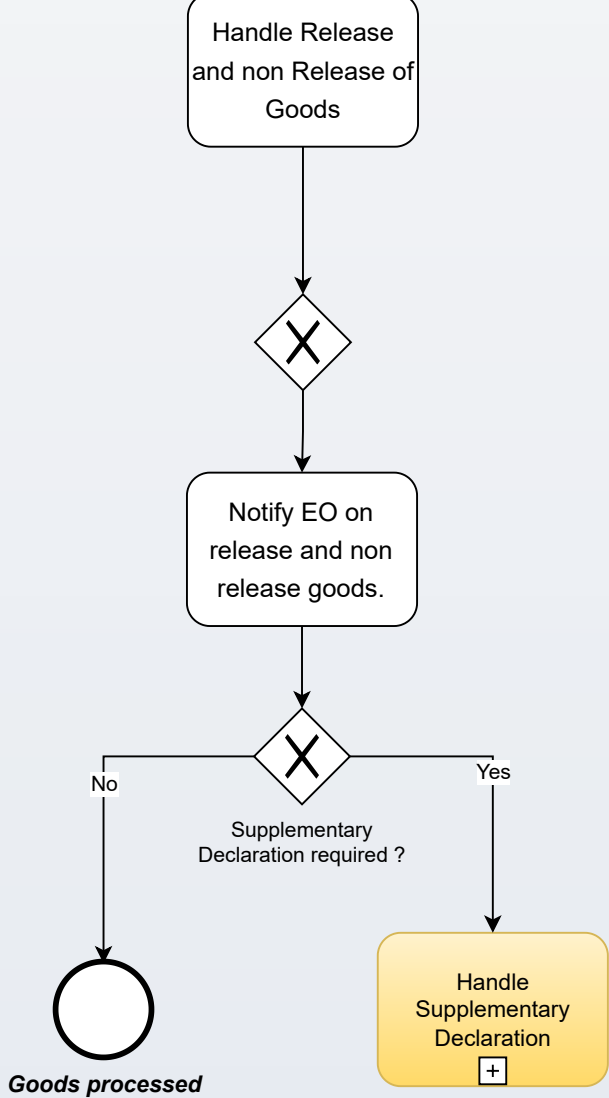 Handle Release
and non Release of
Goods
Notify EO on
release and non
release goods.
No
Yes
Supplementary
Declaration required ?
Handle
Supplementary
Declaration
Goods processed